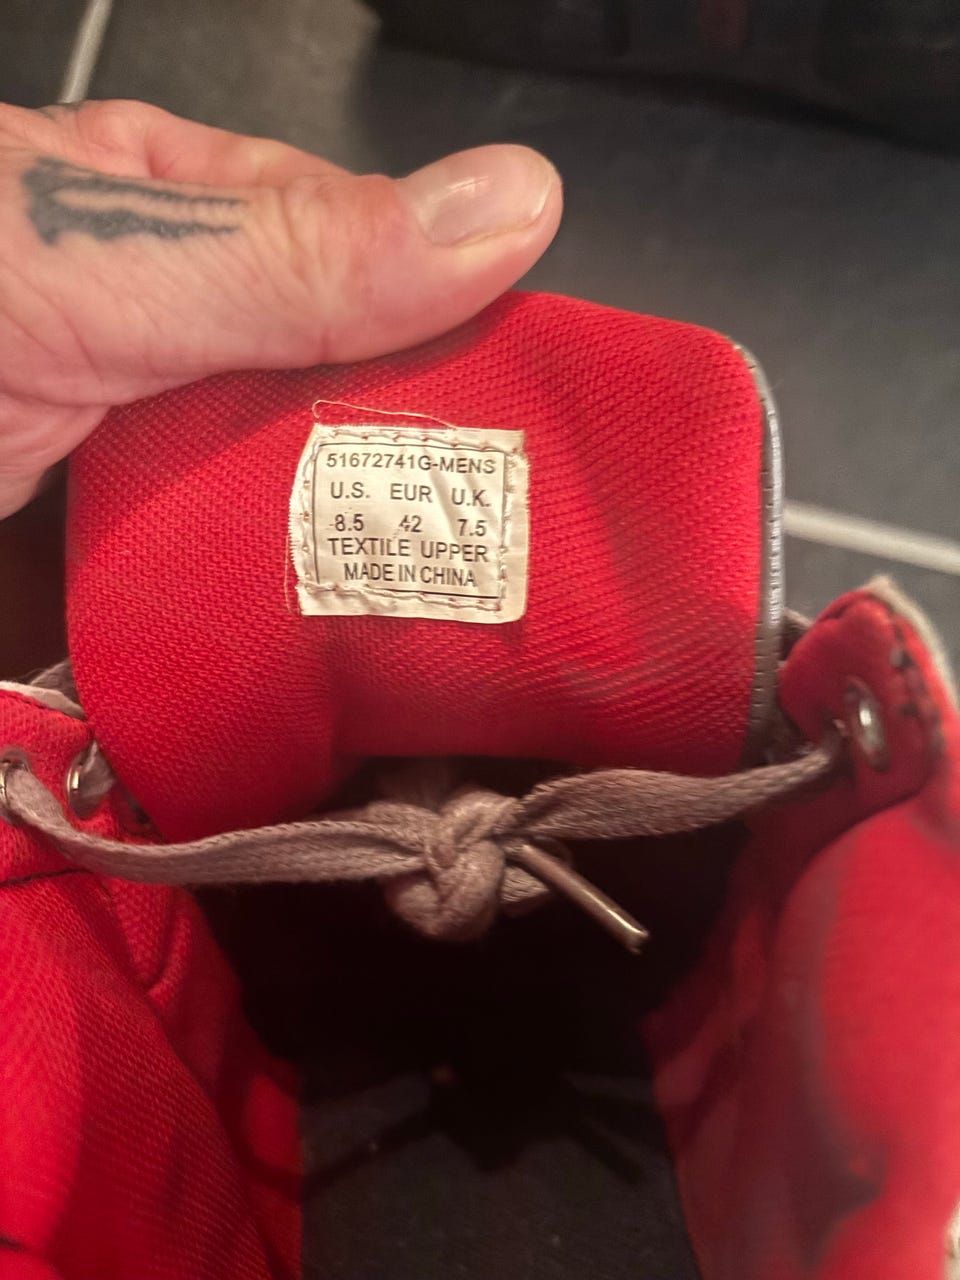 51672741G-MENS
U.S. EUR U.K.
8.5 42 7.5
TEXTILE UPPER
MADE IN CHINA